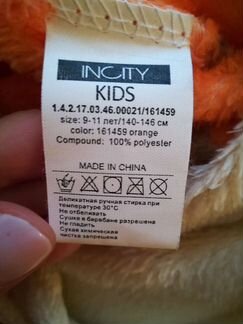 INCITY
KIDS
1.4.2.17.03.46.00021/161459
size: 9-11 лет/140-146 см
color: 161459 orange
Compound: 100% polyester
MADE IN CHINA
Деликатная ручная стирка при
температуре 30°C
Не отбеливать
Сушка в барабане разрешена
Не гладить
Сухая химическая
чистка запрещена